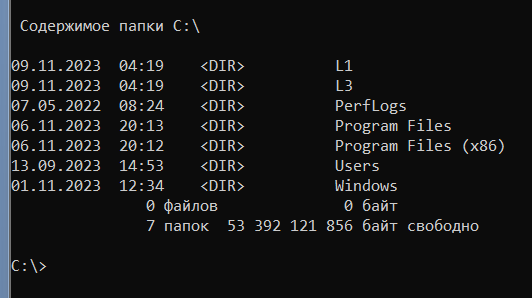 Содержимое папки C:\
09.11.2023  04:19    <DIR>          L1
09.11.2023  04:19    <DIR>          L3
07.05.2022  08:24    <DIR>          PerfLogs
06.11.2023  20:13    <DIR>          Program Files
06.11.2023  20:12    <DIR>          Program Files (x86)
13.09.2023  14:53    <DIR>          Users
01.11.2023  12:34    <DIR>          Windows
0 файлов              0 байт
7 папок  53 392 121 856 байт свободно
C:\>